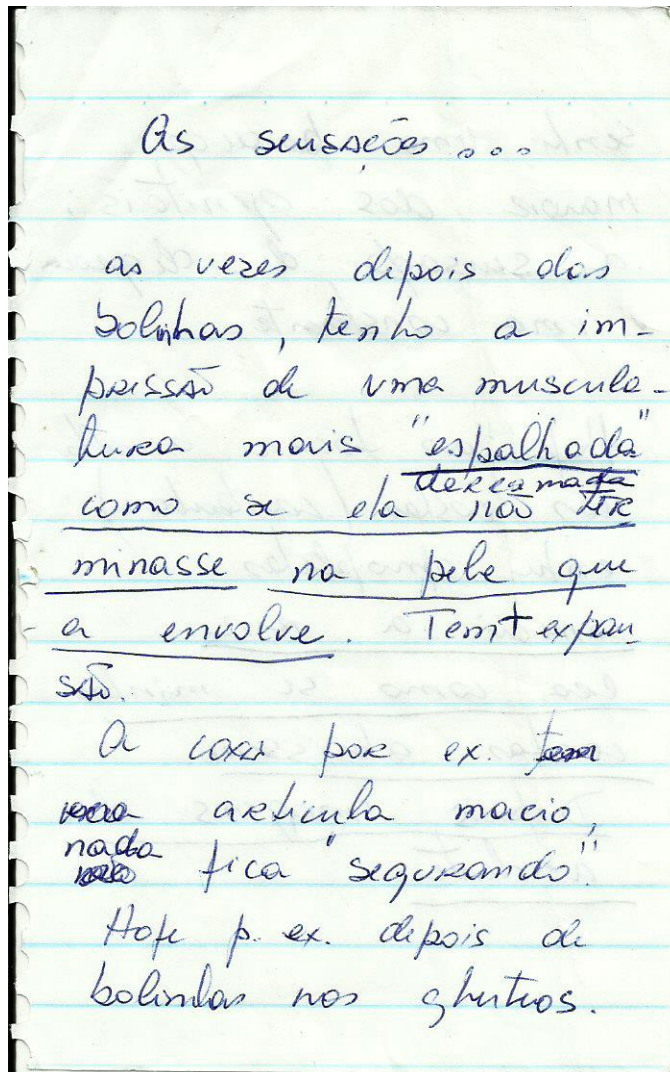 As sensações...
as vezes depois das
bolinhas, tenho a im-
pressão de uma muscula-
tura mais "espalhada"
derramada
como se ela não ter
minasse na pele que
a envolve. Tem + expan
são.
A coxa por ex.
articula macio,
nada fica "segurando".
Hoje p. ex. depois de
bolinhas nos glúteos.